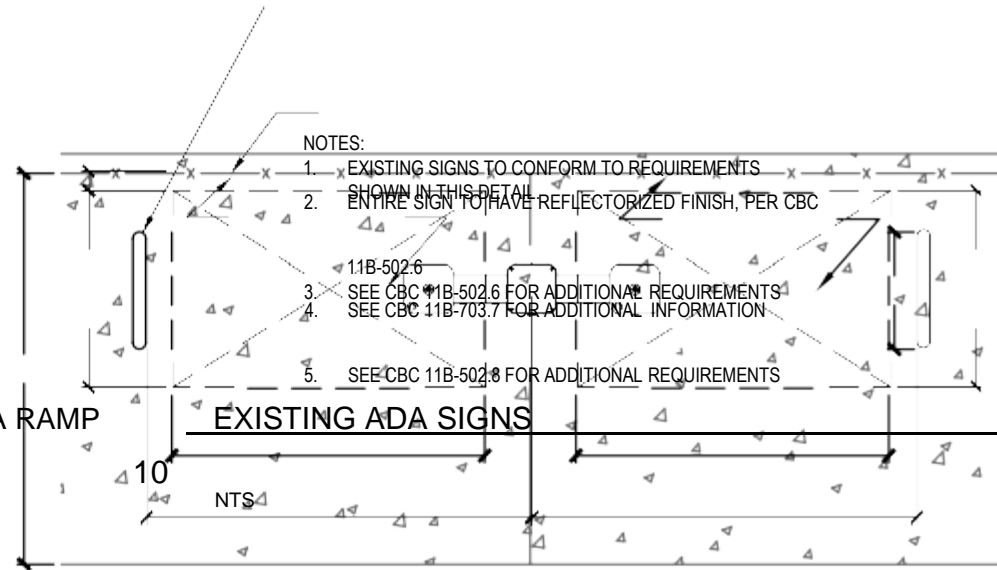 NOTES:
1. EXISTING SIGNS TO CONFORM TO REQUIREMENTS
SHOWN IN THIS DETAIL
2. ENTIRE SIGN TO HAVE REFLECTORIZED FINISH, PER CBC
11B-502.6
3. SEE CBC 11B-502.6 FOR ADDITIONAL REQUIREMENTS
4. SEE CBC 11B-703.7 FOR ADDITIONAL INFORMATION
5. SEE CBC 11B-502.8 FOR ADDITIONAL REQUIREMENTS
A RAMP
EXISTING ADA SIGNS
10
NTS